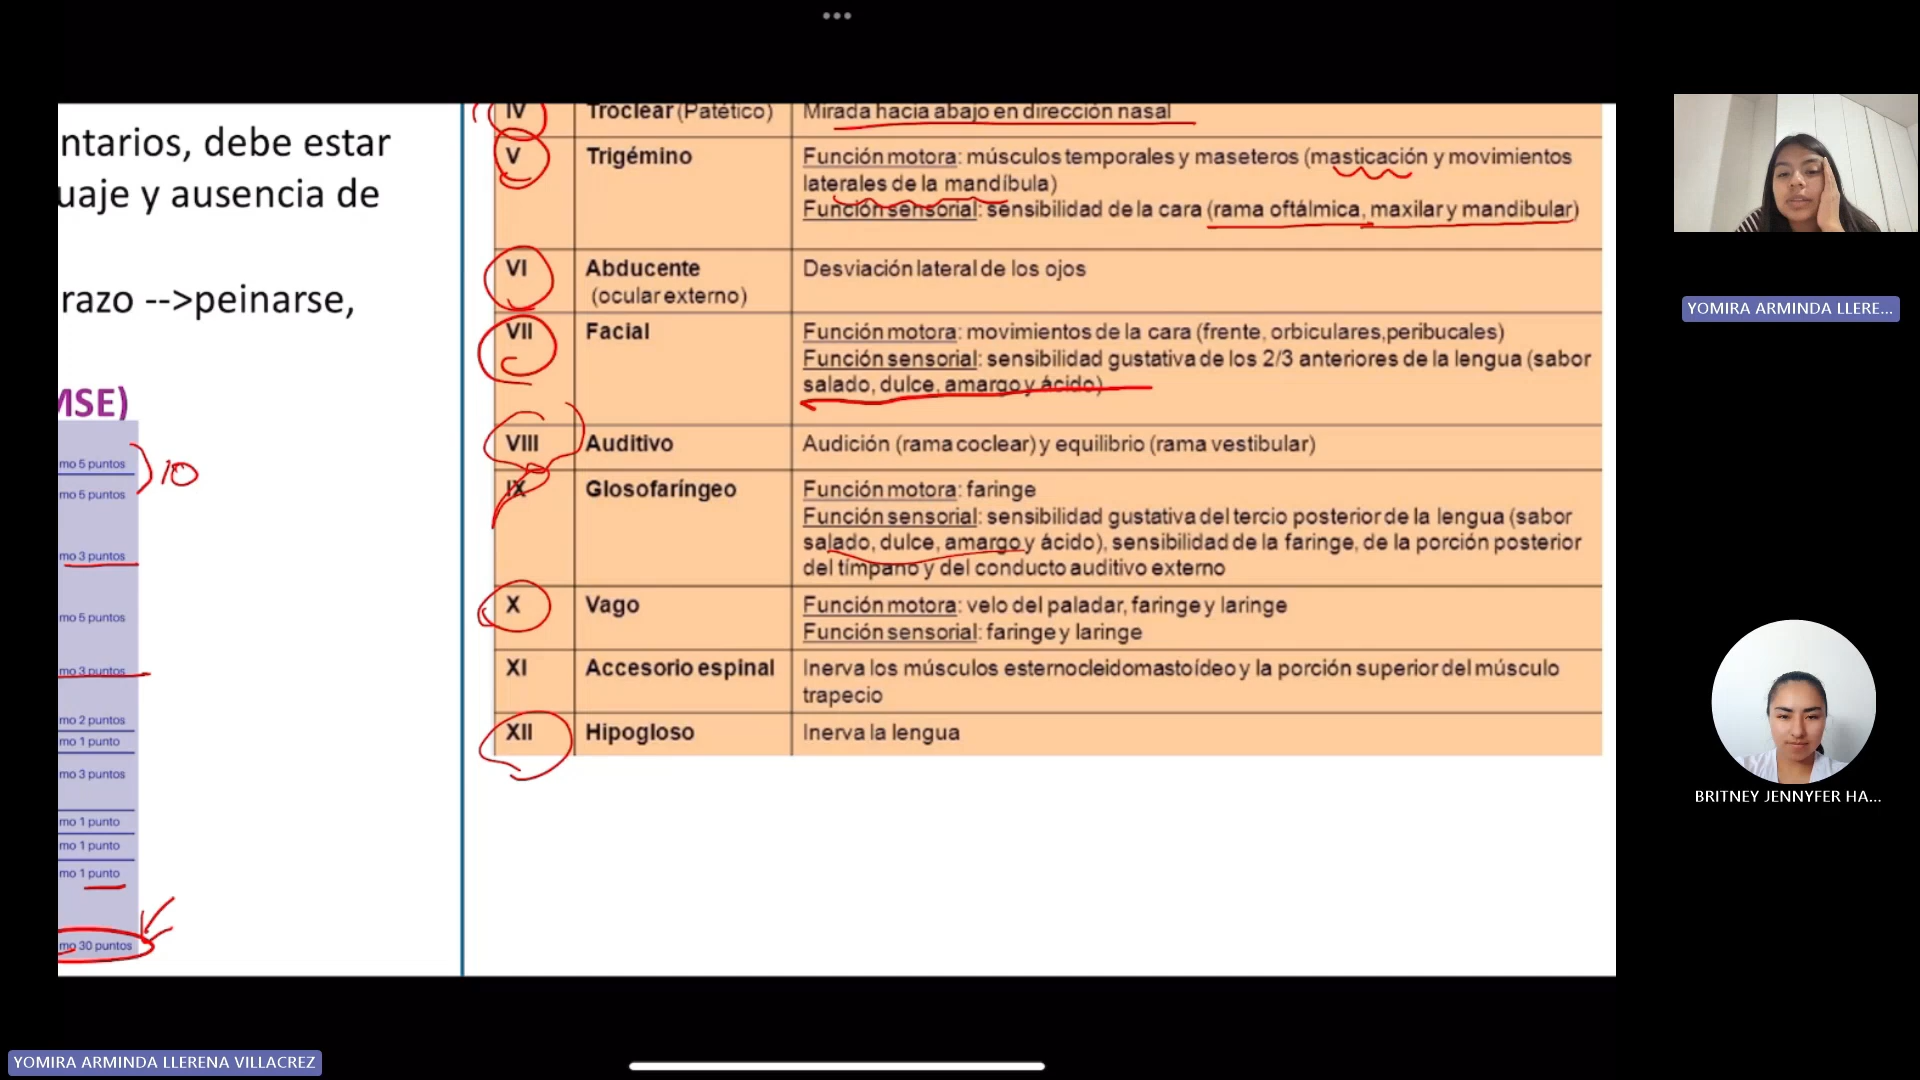 ntarios, debe estar
uaje y ausencia de
razo -->peinarse,
MSE)
mo 5 puntos
10
mo 5 puntos
mo 3 puntos
mo 5 puntos
mo 3 puntos
mo 2 puntos
mo 1 punto
mo 3 puntos
mo 1 punto
mo 1 punto
mo 1 punto
mo 30 puntos
IV Troclear (Patético) Mirada hacia abajo en dirección nasal
V Trigémino Función motora: músculos temporales y maseteros (masticación y movimientos
laterales de la mandíbula)
Función sensorial: sensibilidad de la cara (rama oftálmica, maxilar y mandibular)
VI Abducente Desviación lateral de los ojos
(ocular externo)
VII Facial Función motora: movimientos de la cara (frente, orbiculares,peribucales)
Función sensorial: sensibilidad gustativa de los 2/3 anteriores de la lengua (sabor
salado, dulce, amargo y ácido)
VIII Auditivo Audición (rama coclear) y equilibrio (rama vestibular)
IX Glosofaríngeo Función motora: faringe
Función sensorial: sensibilidad gustativa del tercio posterior de la lengua (sabor
salado, dulce, amargo y ácido), sensibilidad de la faringe, de la porción posterior
del tímpano y del conducto auditivo externo
X Vago Función motora: velo del paladar, faringe y laringe
Función sensorial: faringe y laringe
XI Accesorio espinal Inerva los músculos esternocleidomastoídeo y la porción superior del músculo
trapecio
XII Hipogloso Inerva la lengua
YOMIRA ARMINDA LLERE...
BRITNEY JENNYFER HA...
YOMIRA ARMINDA LLERENA VILLACREZ